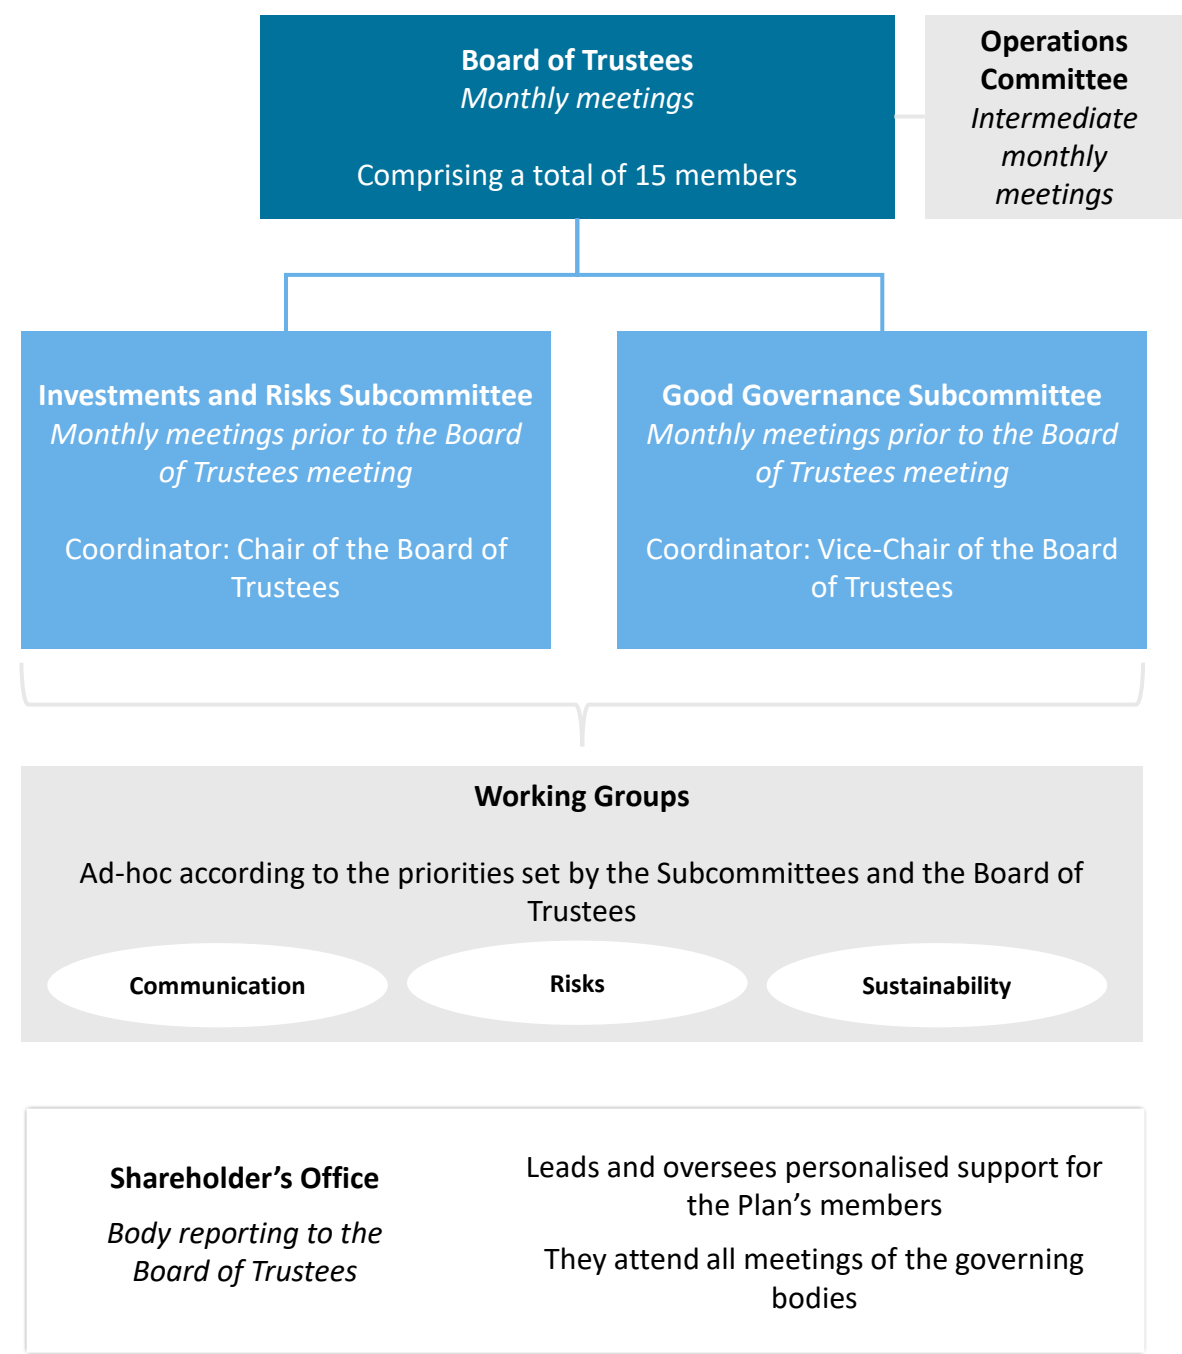 Board of Trustees
Monthly meetings
Comprising a total of 15 members
Operations
Committee
Intermediate
monthly
meetings
Investments and Risks Subcommittee
Monthly meetings prior to the Board
of Trustees meeting
Coordinator: Chair of the Board of
Trustees
Good Governance Subcommittee
Monthly meetings prior to the Board
of Trustees meeting
Coordinator: Vice-Chair of the Board
of Trustees
Working Groups
Ad-hoc according to the priorities set by the Subcommittees and the Board of
Trustees
Communication
Risks
Sustainability
Shareholder’s Office
Body reporting to the
Board of Trustees
Leads and oversees personalised support for
the Plan’s members
They attend all meetings of the governing
bodies